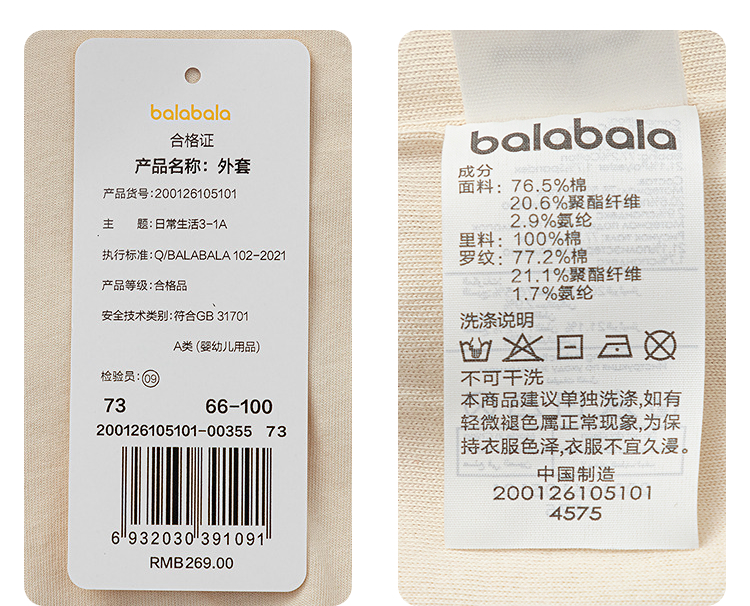 balabala
合格证
产品名称：外套
产品货号：200126105101
主 题：日常生活3-1A
执行标准：Q/BALABALA 102-2021
产品等级：合格品
安全技术类别：符合GB 31701
A类 (婴幼儿用品)
检验员：09
73 66-100
200126105101-00355 73
6 932030 391091
RMB269.00
balabala
成分
面料：76.5%棉
20.6%聚酯纤维
2.9%氨纶
里料：100%棉
罗纹：77.2%棉
21.1%聚酯纤维
1.7%氨纶
洗涤说明
不可干洗
本商品建议单独洗涤,如有
轻微褪色属正常现象,为保
持衣服色泽,衣服不宜久浸。
中国制造
200126105101
4575